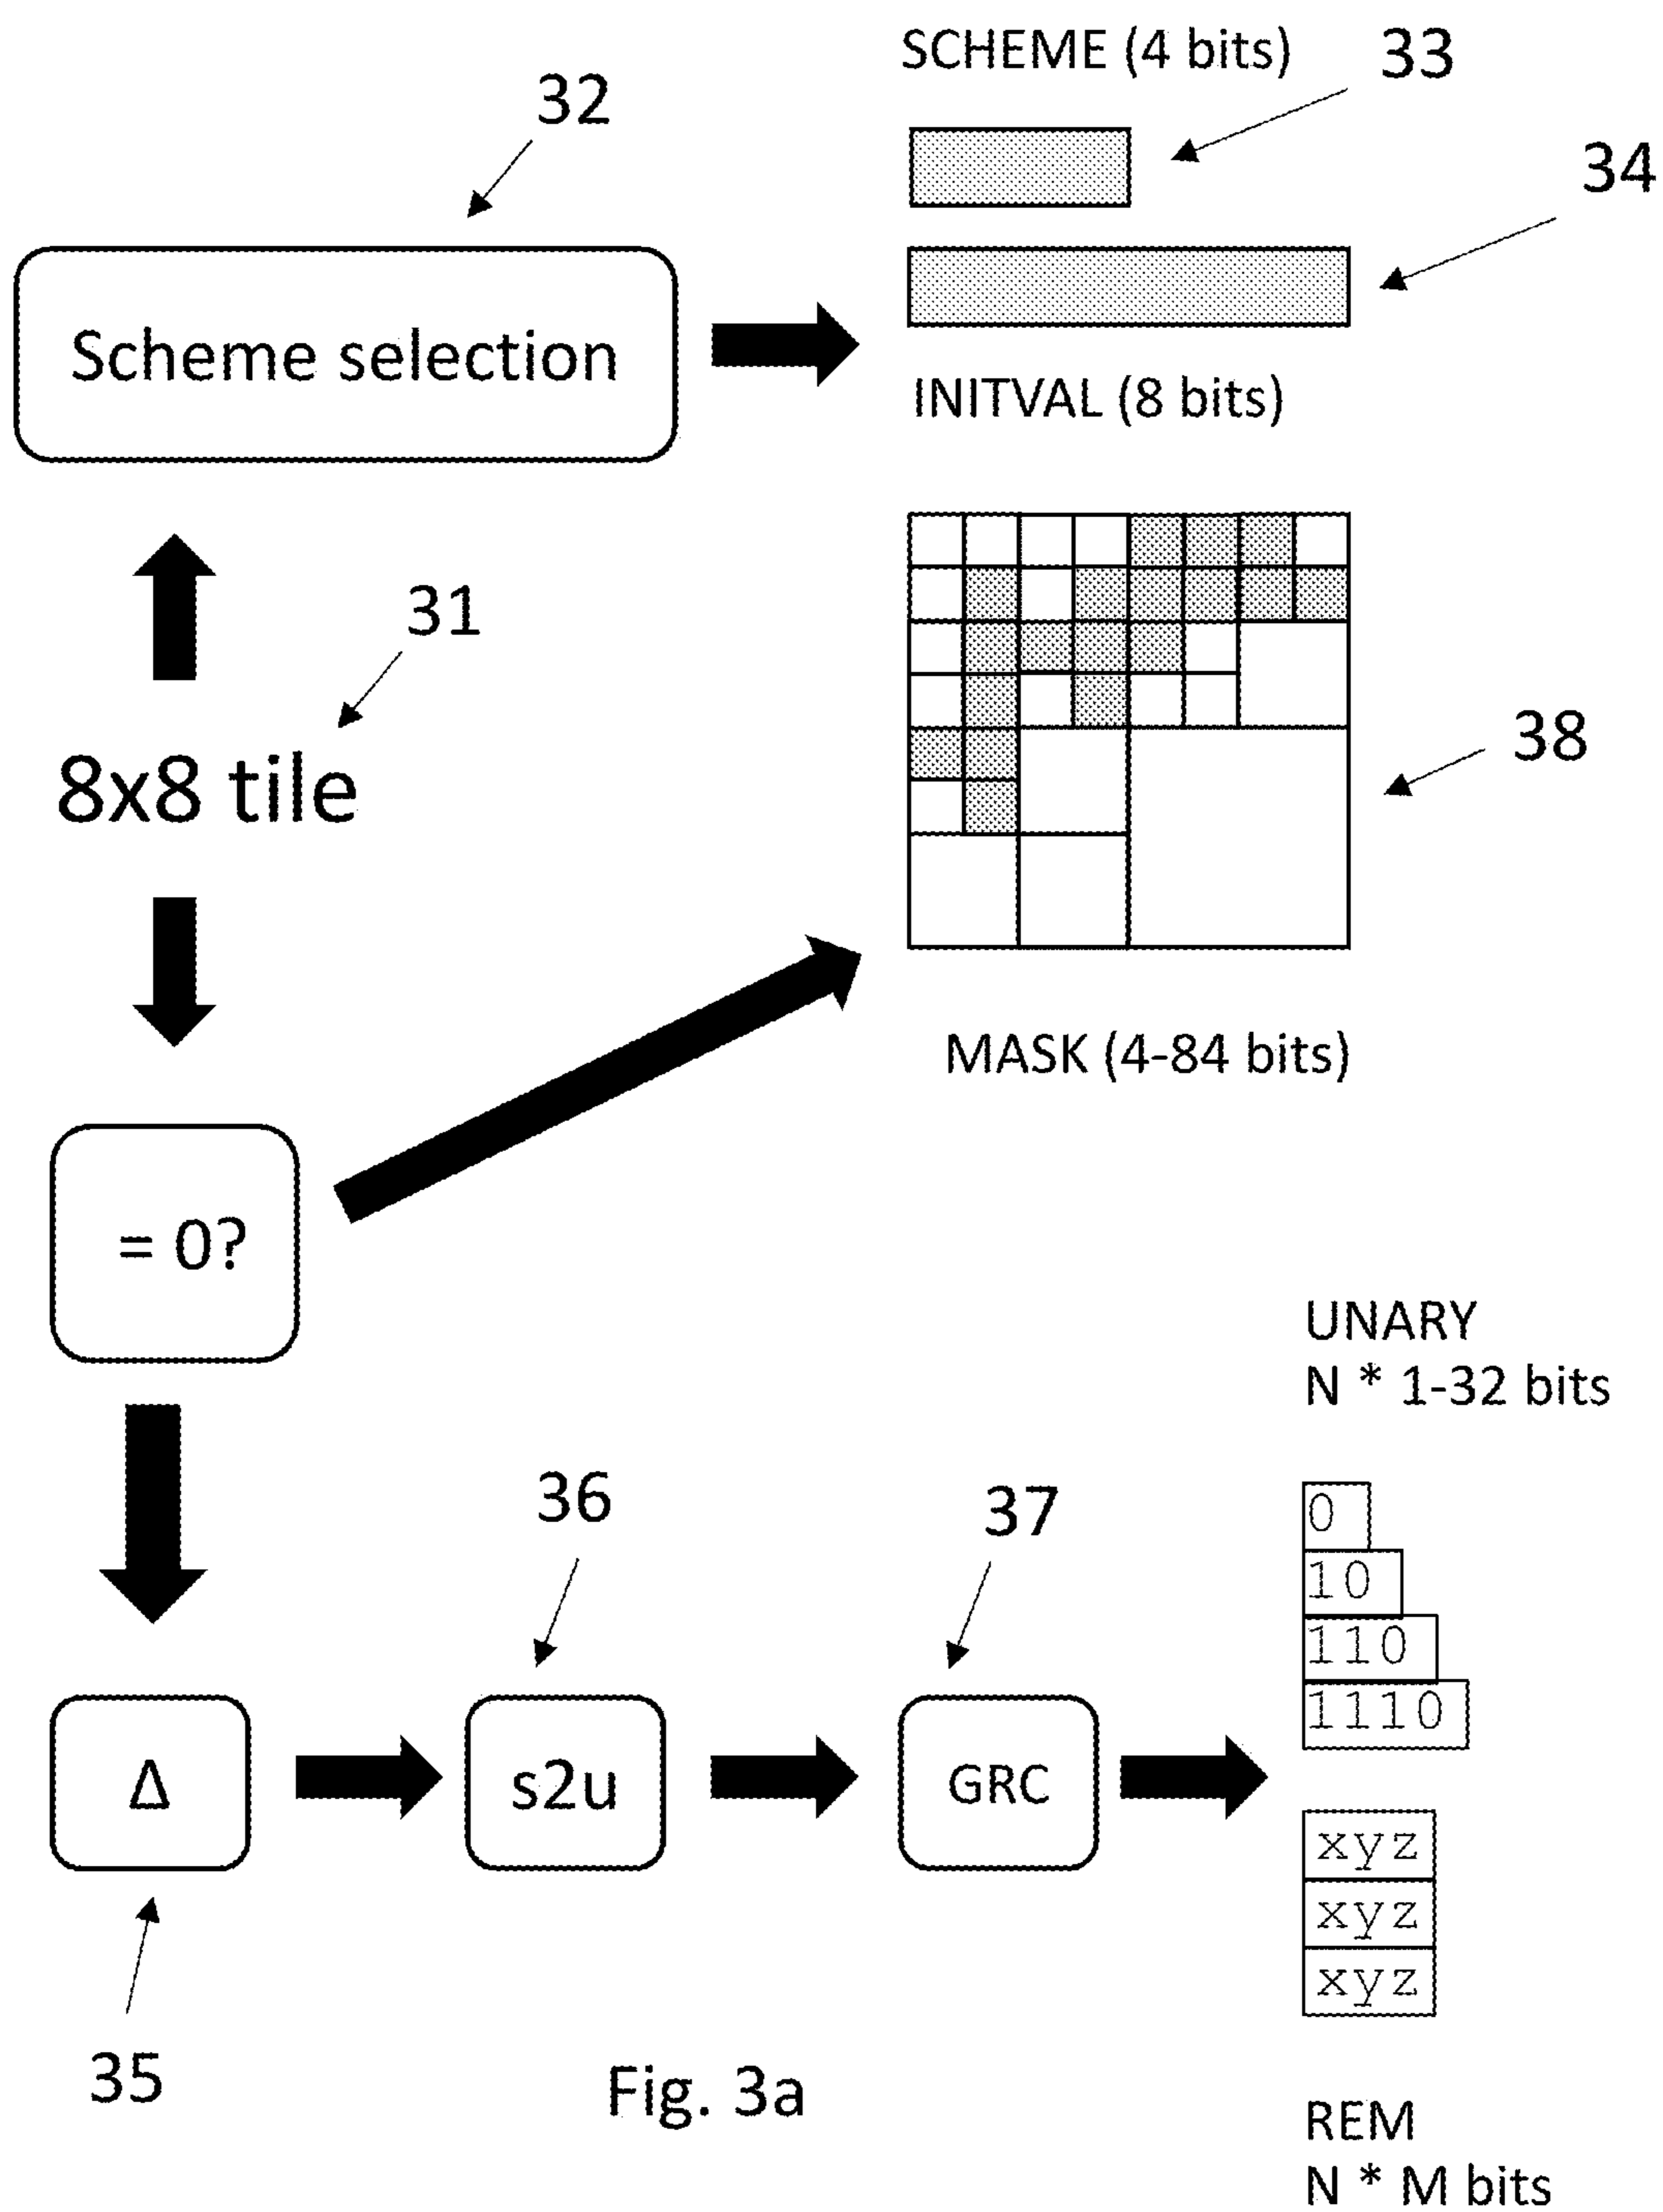 SCHEME (4 bits)
33
32
34
Scheme selection
INITVAL (8 bits)
31
8x8 tile
38
MASK (4-84 bits)
= 0?
UNARY
N * 1-32 bits
36
37
0
10
110
1110
Δ
s2u
GRC
xyz
xyz
xyz
35
Fig. 3a
REM
N * M bits